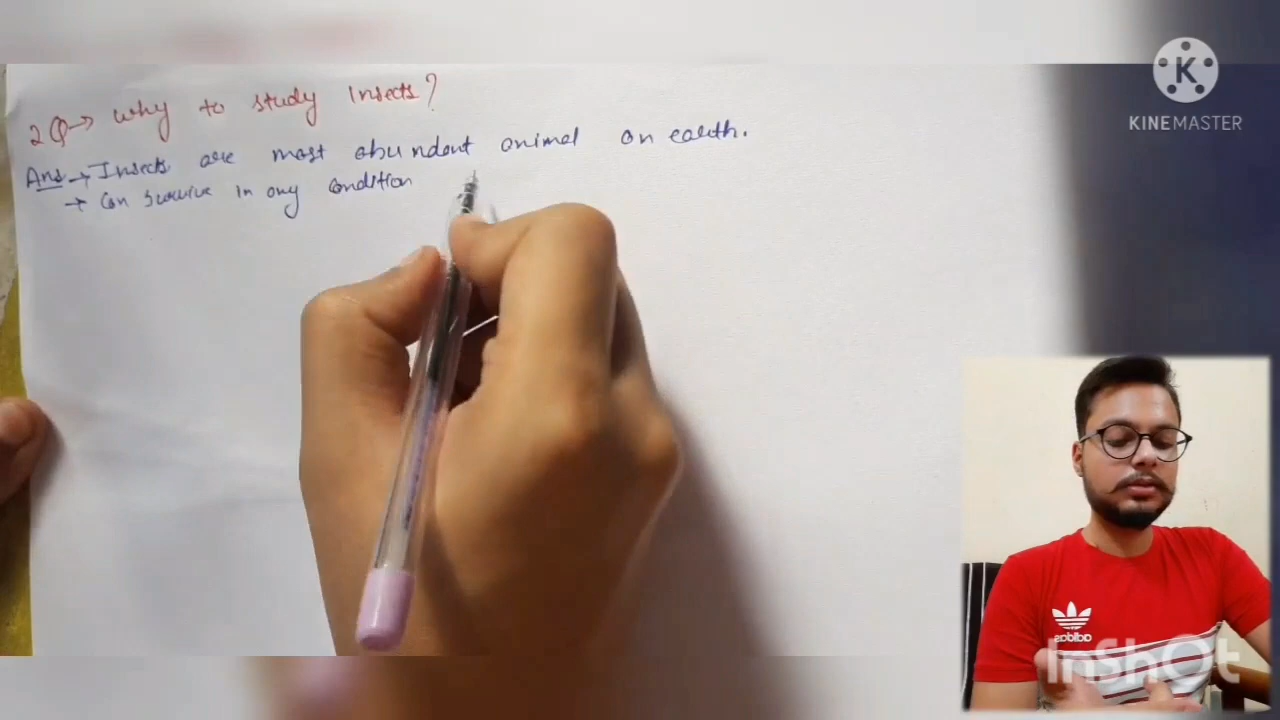 KINEMASTER
2Q→ why to study Insects?
Ans → Insects are most abundant animal on earth.
→ Can survive in any condition
adidas
InShOt